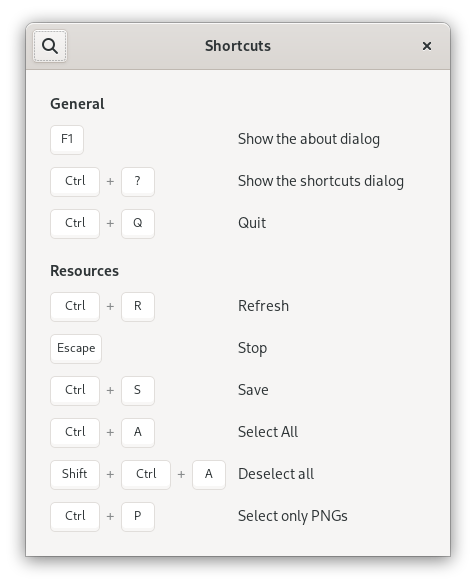 Shortcuts
General
F1 Show the about dialog
Ctrl + ? Show the shortcuts dialog
Ctrl + Q Quit
Resources
Ctrl + R Refresh
Escape Stop
Ctrl + S Save
Ctrl + A Select All
Shift + Ctrl + A Deselect all
Ctrl + P Select only PNGs